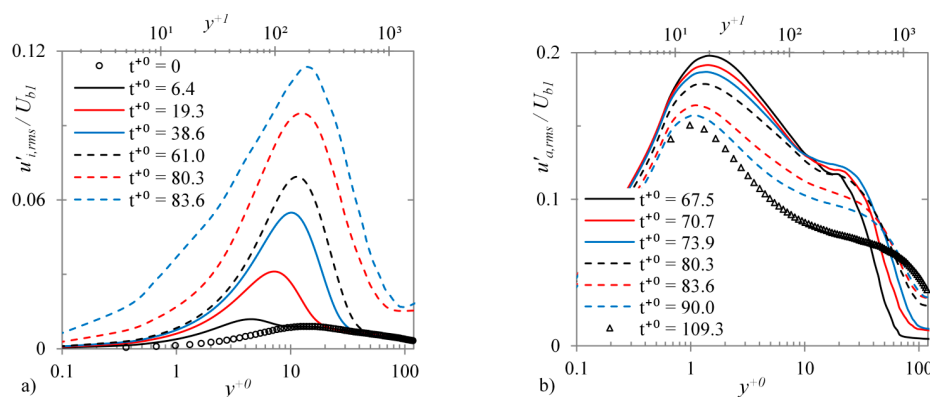 y⁺¹
10¹ 10² 10³
0.12
0.06
0
u'i,rms / Ub1
t⁺⁰ = 0
t⁺⁰ = 6.4
t⁺⁰ = 19.3
t⁺⁰ = 38.6
t⁺⁰ = 61.0
t⁺⁰ = 80.3
t⁺⁰ = 83.6
0.1 1 10 100
a) y⁺⁰
y⁺¹
10¹ 10² 10³
0.2
0.1
0
u'a,rms / Ub1
t⁺⁰ = 67.5
t⁺⁰ = 70.7
t⁺⁰ = 73.9
t⁺⁰ = 80.3
t⁺⁰ = 83.6
t⁺⁰ = 90.0
t⁺⁰ = 109.3
0.1 1 10 100
b) y⁺⁰